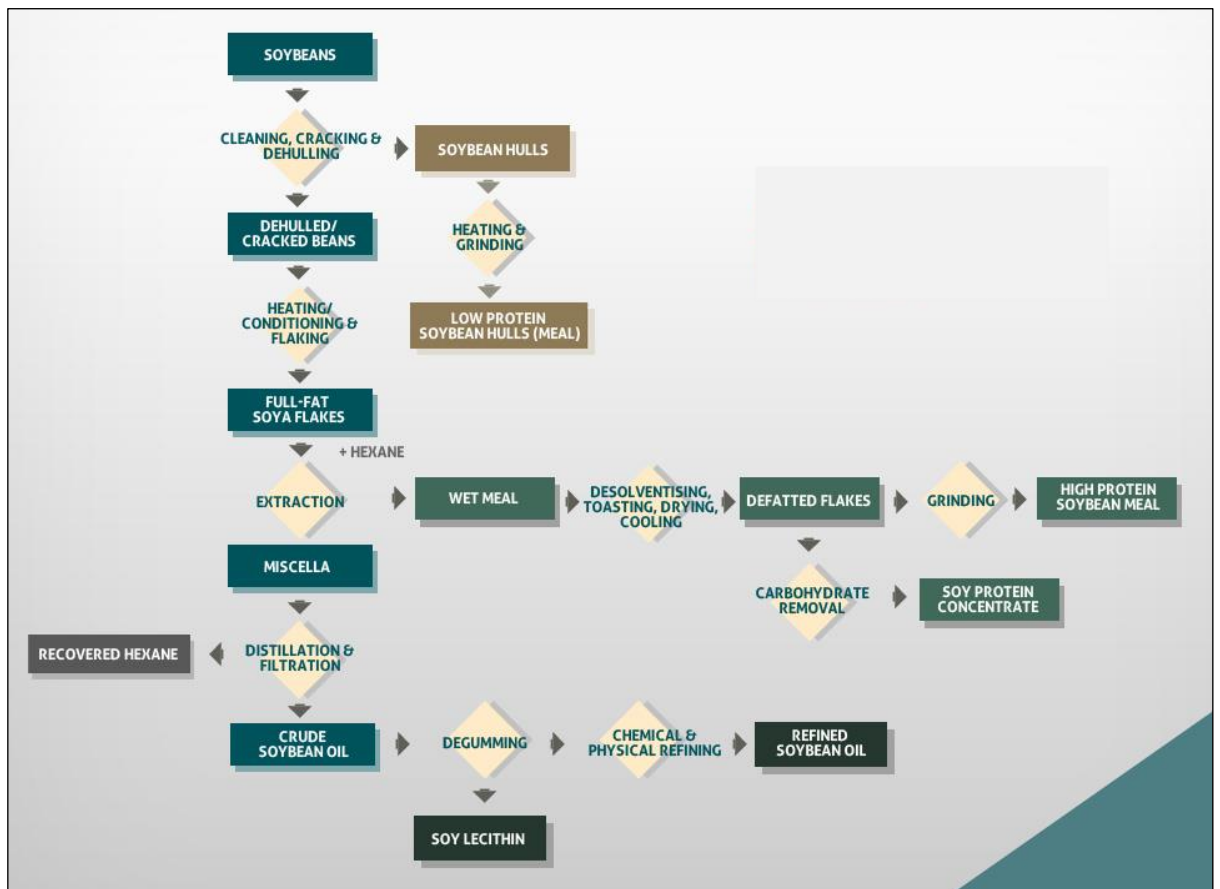 SOYBEANS
CLEANING, CRACKING &
DEHULLING
SOYBEAN HULLS
DEHULLED/
CRACKED BEANS
HEATING &
GRINDING
HEATING/
CONDITIONING &
FLAKING
LOW PROTEIN
SOYBEAN HULLS (MEAL)
FULL-FAT
SOYA FLAKES
+ HEXANE
EXTRACTION
WET MEAL
DESOLVENTISING,
TOASTING, DRYING,
COOLING
DEFATTED FLAKES
GRINDING
HIGH PROTEIN
SOYBEAN MEAL
MISCELLA
CARBOHYDRATE
REMOVAL
SOY PROTEIN
CONCENTRATE
RECOVERED HEXANE
DISTILLATION &
FILTRATION
CRUDE
SOYBEAN OIL
DEGUMMING
CHEMICAL &
PHYSICAL REFINING
REFINED
SOYBEAN OIL
SOY LECITHIN